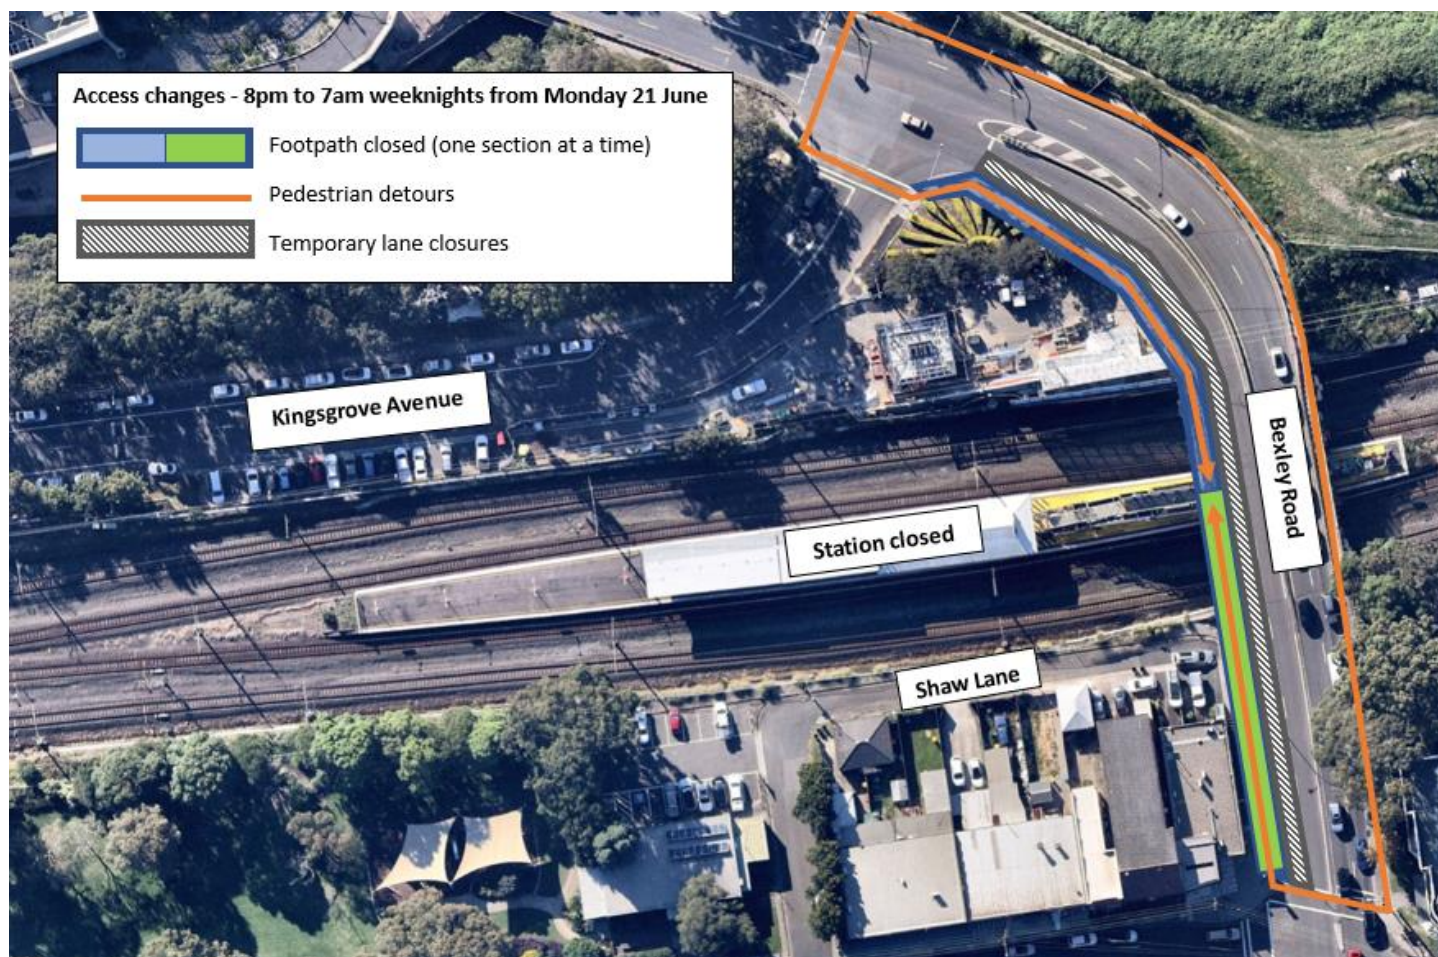 Access changes - 8pm to 7am weeknights from Monday 21 June
Footpath closed (one section at a time)
Pedestrian detours
Temporary lane closures
Kingsgrove Avenue
Bexley Road
Station closed
Shaw Lane